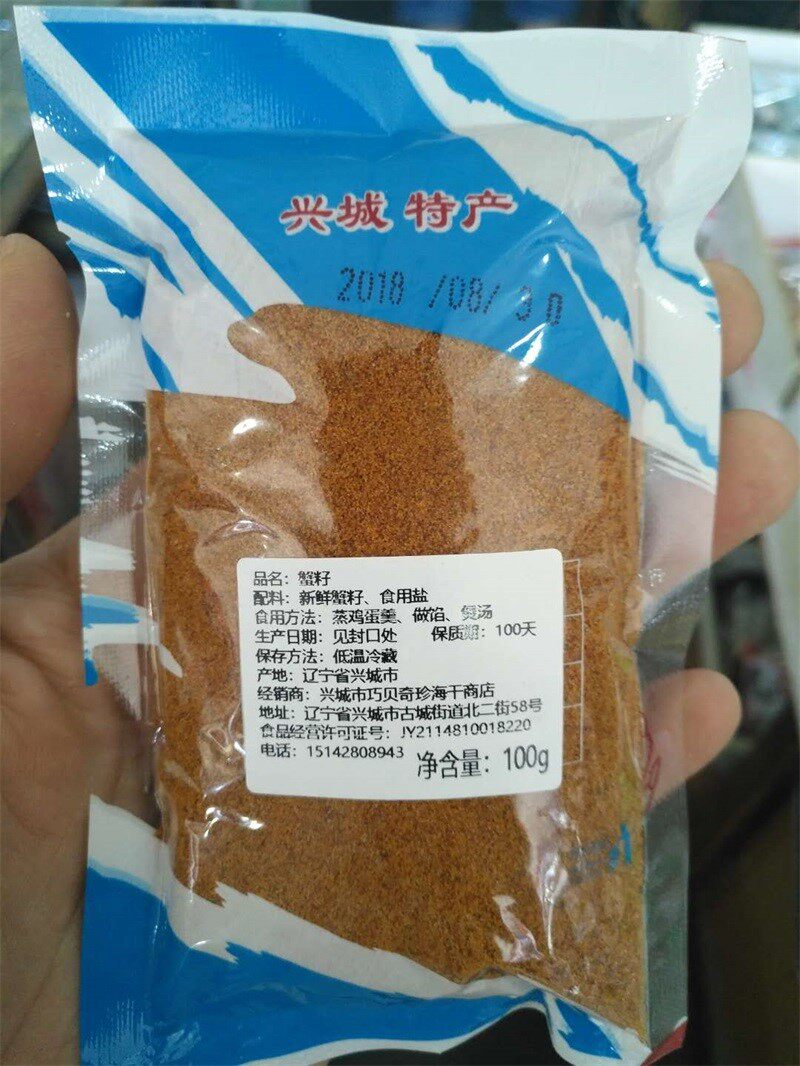 兴城 特产
2018 /08/ 30
品名：蟹籽
配料：新鲜蟹籽、食用盐
食用方法：蒸鸡蛋羹、做馅、煲汤
生产日期：见封口处 保质期：100天
保存方法：低温冷藏
产地：辽宁省兴城市
经销商：兴城市巧贝奇珍海干商店
地址：辽宁省兴城市古城街道北二街58号
食品经营许可证号：JY2114810018220
电话：15142808943 净含量：100g